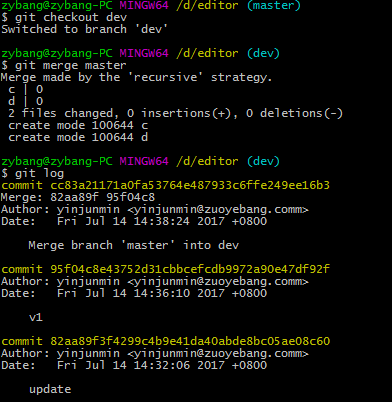 zybang@zybang-PC MINGW64 /d/editor (master)
$ git checkout dev
Switched to branch 'dev'
zybang@zybang-PC MINGW64 /d/editor (dev)
$ git merge master
Merge made by the 'recursive' strategy.
c | 0
d | 0
2 files changed, 0 insertions(+), 0 deletions(-)
create mode 100644 c
create mode 100644 d
zybang@zybang-PC MINGW64 /d/editor (dev)
$ git log
commit cc83a21171a0fa53764e487933c6ffe249ee16b3
Merge: 82aa89f 95f04c8
Author: yinjunmin <yinjunmin@zuoyebang.comm>
Date:   Fri Jul 14 14:38:24 2017 +0800
Merge branch 'master' into dev
commit 95f04c8e43752d31cbbcefcdb9972a90e47df92f
Author: yinjunmin <yinjunmin@zuoyebang.comm>
Date:   Fri Jul 14 14:36:10 2017 +0800
v1
commit 82aa89f3f4299c4b9e41da40abde8bc05ae08c60
Author: yinjunmin <yinjunmin@zuoyebang.comm>
Date:   Fri Jul 14 14:32:06 2017 +0800
update